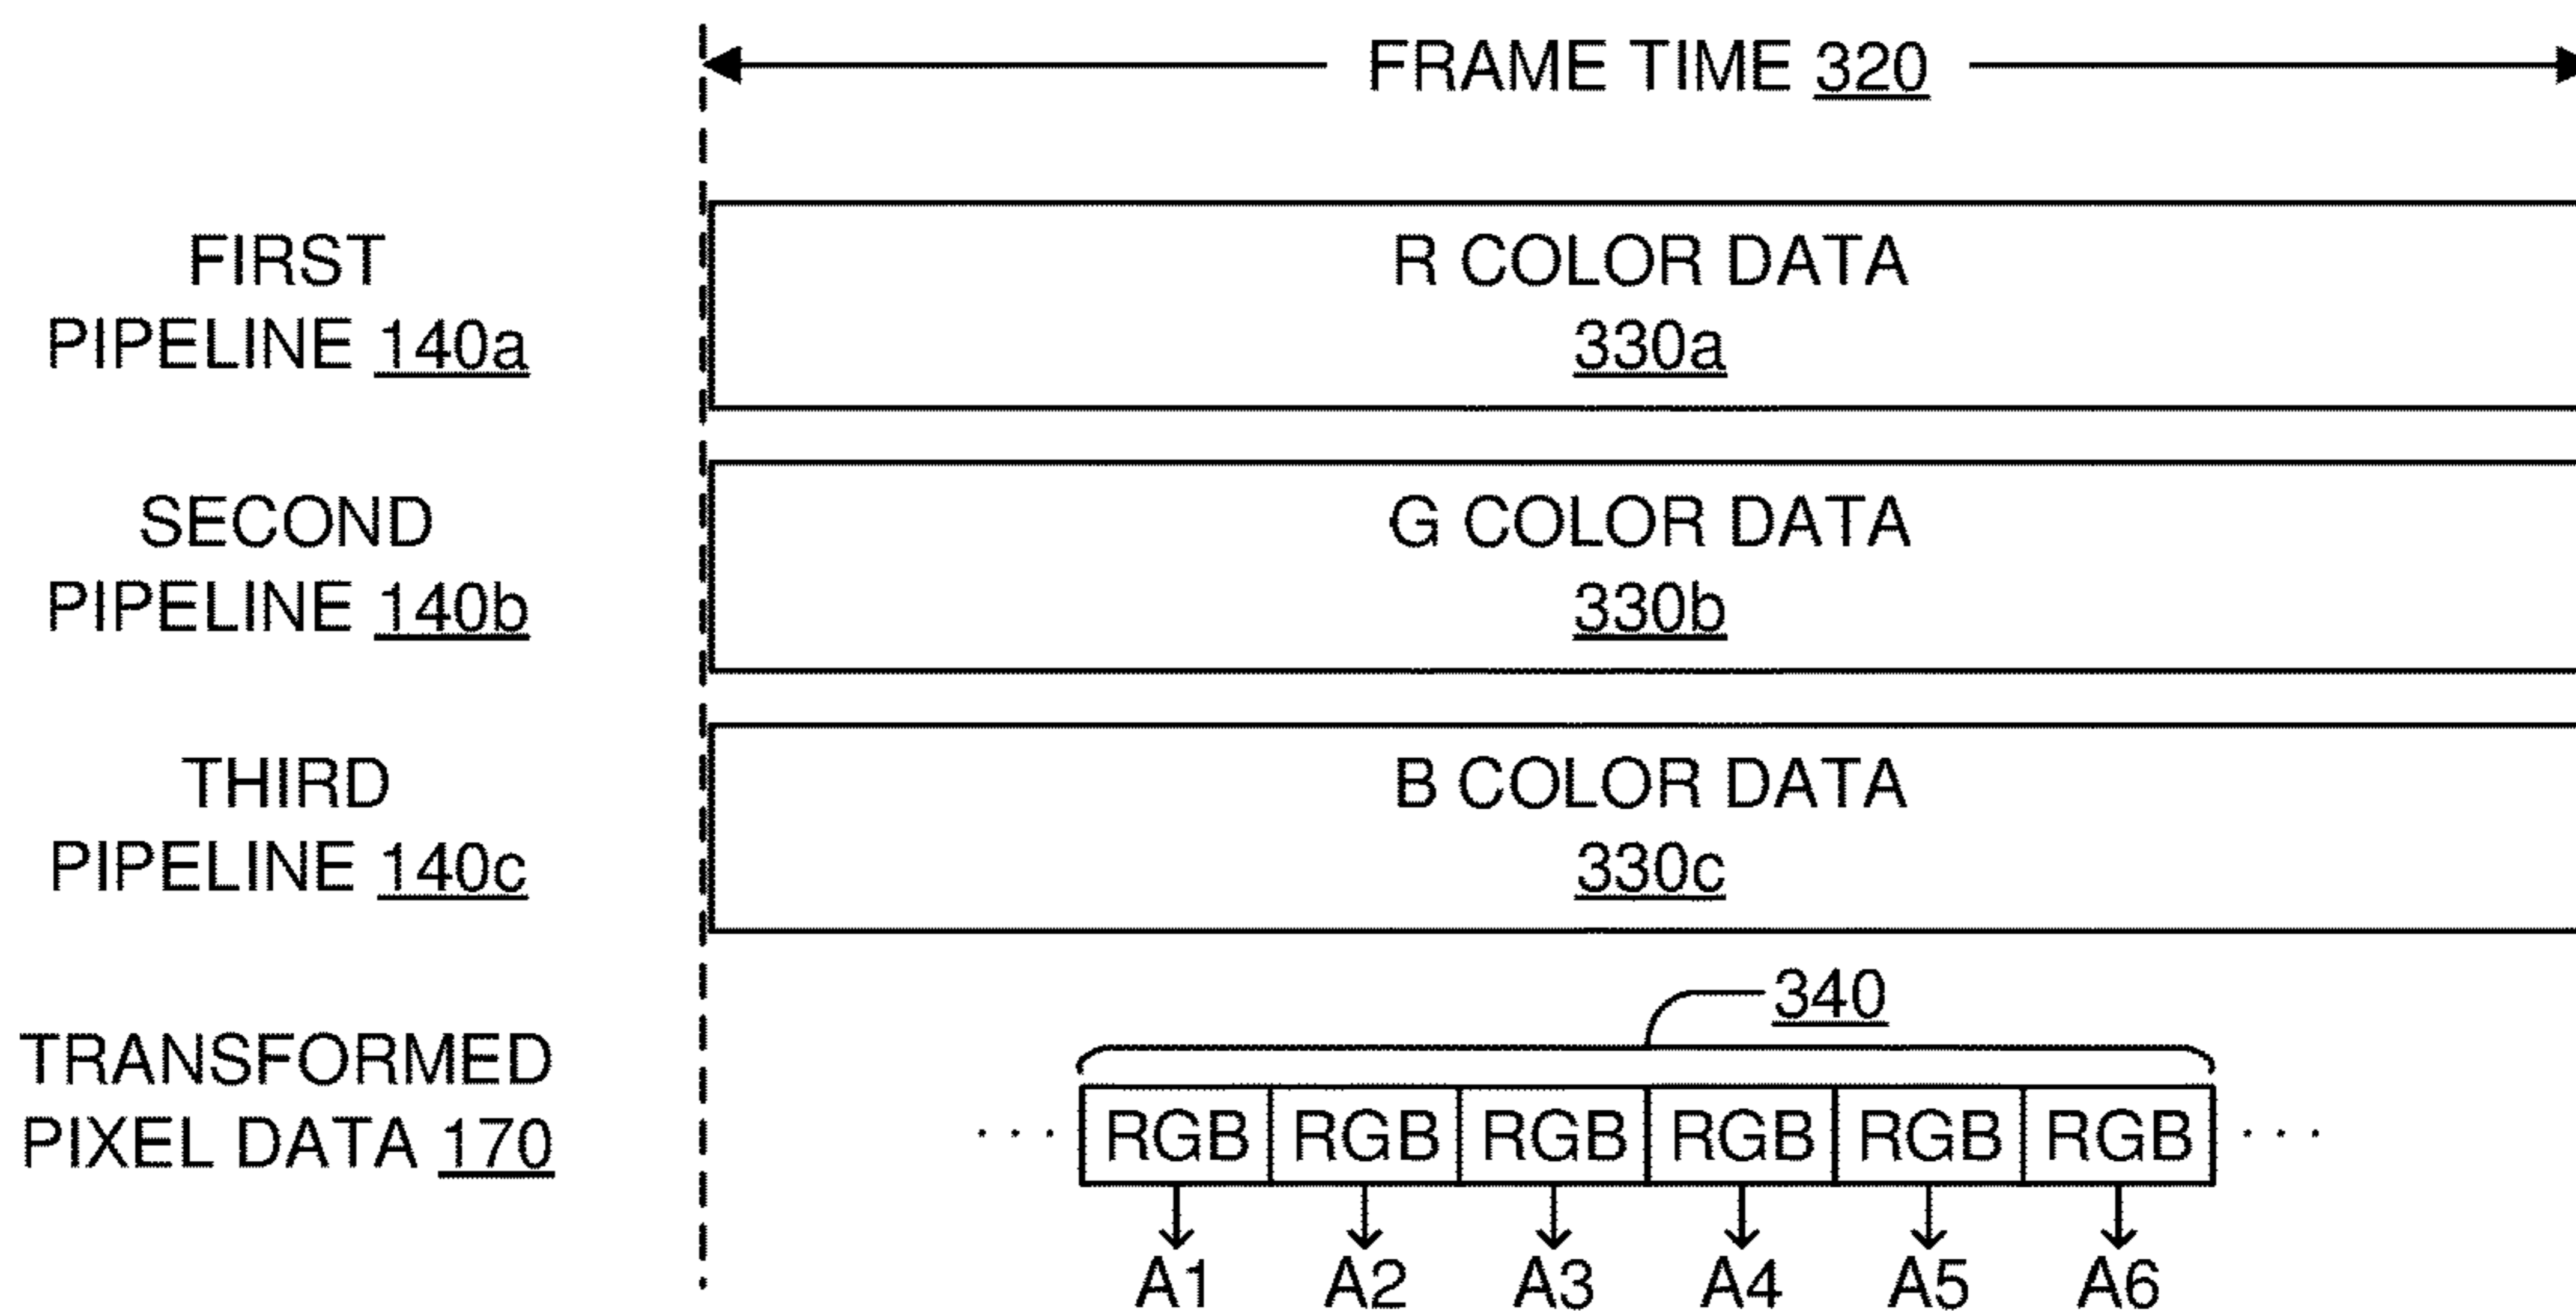 FRAME TIME 320
FIRST
PIPELINE 140a
R COLOR DATA
330a
SECOND
PIPELINE 140b
G COLOR DATA
330b
THIRD
PIPELINE 140c
B COLOR DATA
330c
340
TRANSFORMED
PIXEL DATA 170
· · · RGB RGB RGB RGB RGB RGB · · ·
A1 A2 A3 A4 A5 A6